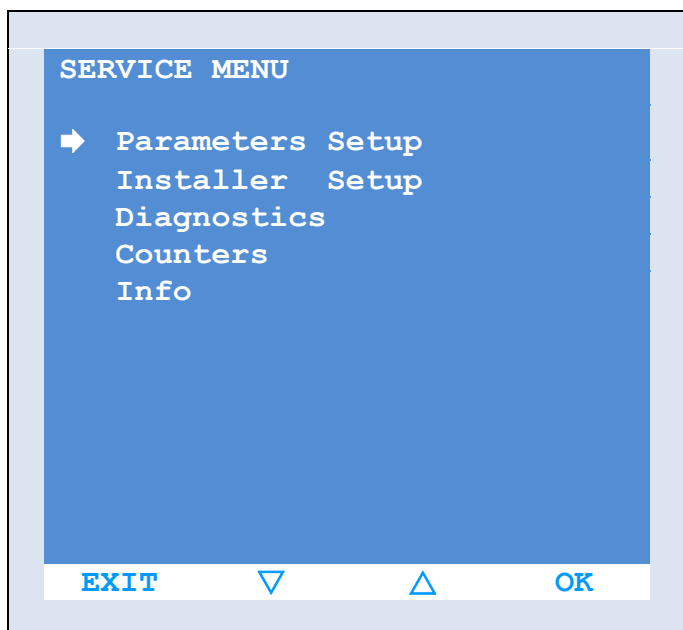 SERVICE MENU
Parameters Setup
Installer Setup
Diagnostics
Counters
Info
EXIT OK